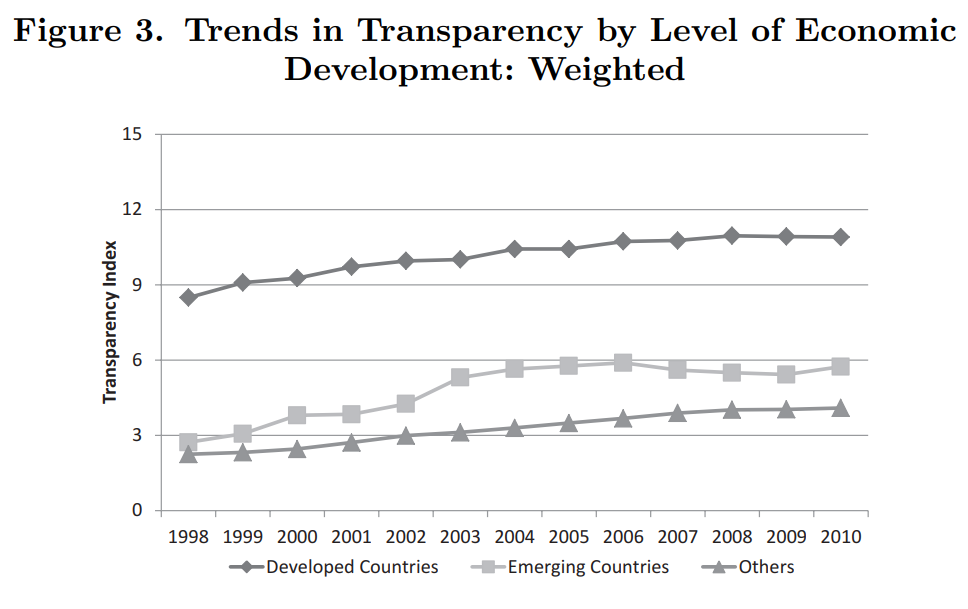 Figure 3. Trends in Transparency by Level of Economic
Development: Weighted
15
12
9
6
3
0
Transparency Index
1998 1999 2000 2001 2002 2003 2004 2005 2006 2007 2008 2009 2010
Developed Countries Emerging Countries Others